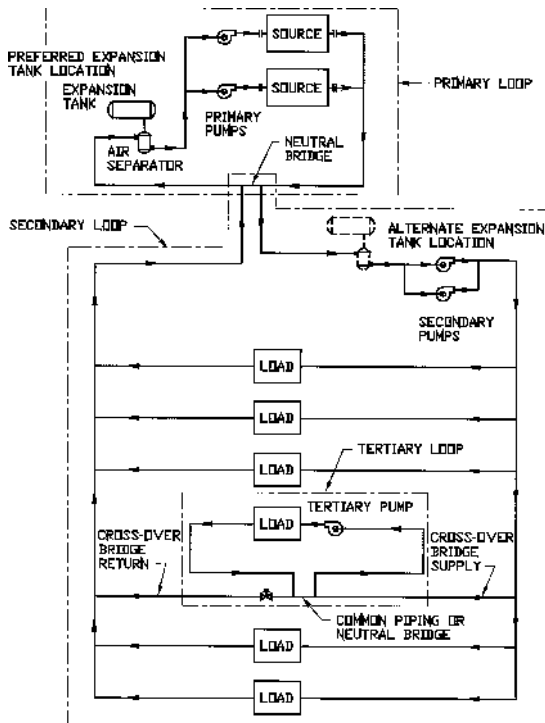 PREFERRED EXPANSION
TANK LOCATION
EXPANSION
TANK
AIR
SEPARATOR
SOURCE
SOURCE
PRIMARY
PUMPS
PRIMARY LOOP
NEUTRAL
BRIDGE
SECONDARY LOOP
ALTERNATE EXPANSION
TANK LOCATION
SECONDARY
PUMPS
LOAD
LOAD
LOAD
TERTIARY LOOP
TERTIARY PUMP
LOAD
CROSS-OVER
BRIDGE
RETURN
CROSS-OVER
BRIDGE
SUPPLY
COMMON PIPING OR
NEUTRAL BRIDGE
LOAD
LOAD